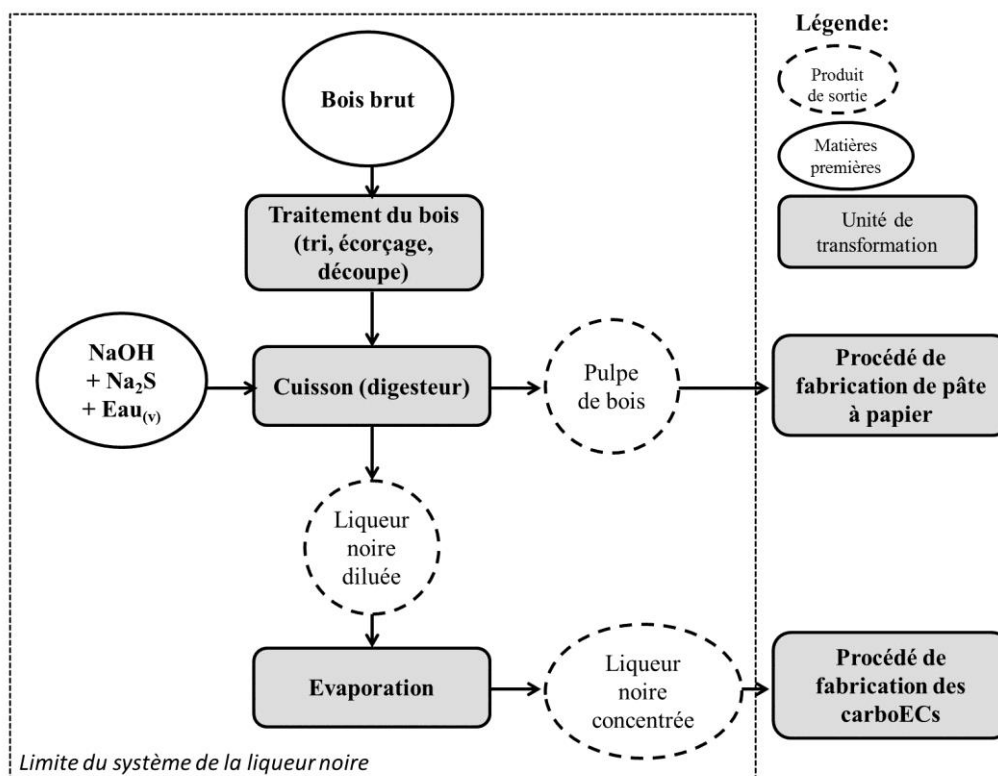 Légende:
Produit
de sortie
Matières
premières
Unité de
transformation
Bois brut
Traitement du bois
(tri, écorçage,
découpe)
NaOH
+ Na₂S
+ Eau₍ᵥ₎
Cuisson (digesteur)
Pulpe
de bois
Procédé de
fabrication de pâte
à papier
Liqueur
noire
diluée
Evaporation
Liqueur
noire
concentrée
Procédé de
fabrication des
carboECs
Limite du système de la liqueur noire